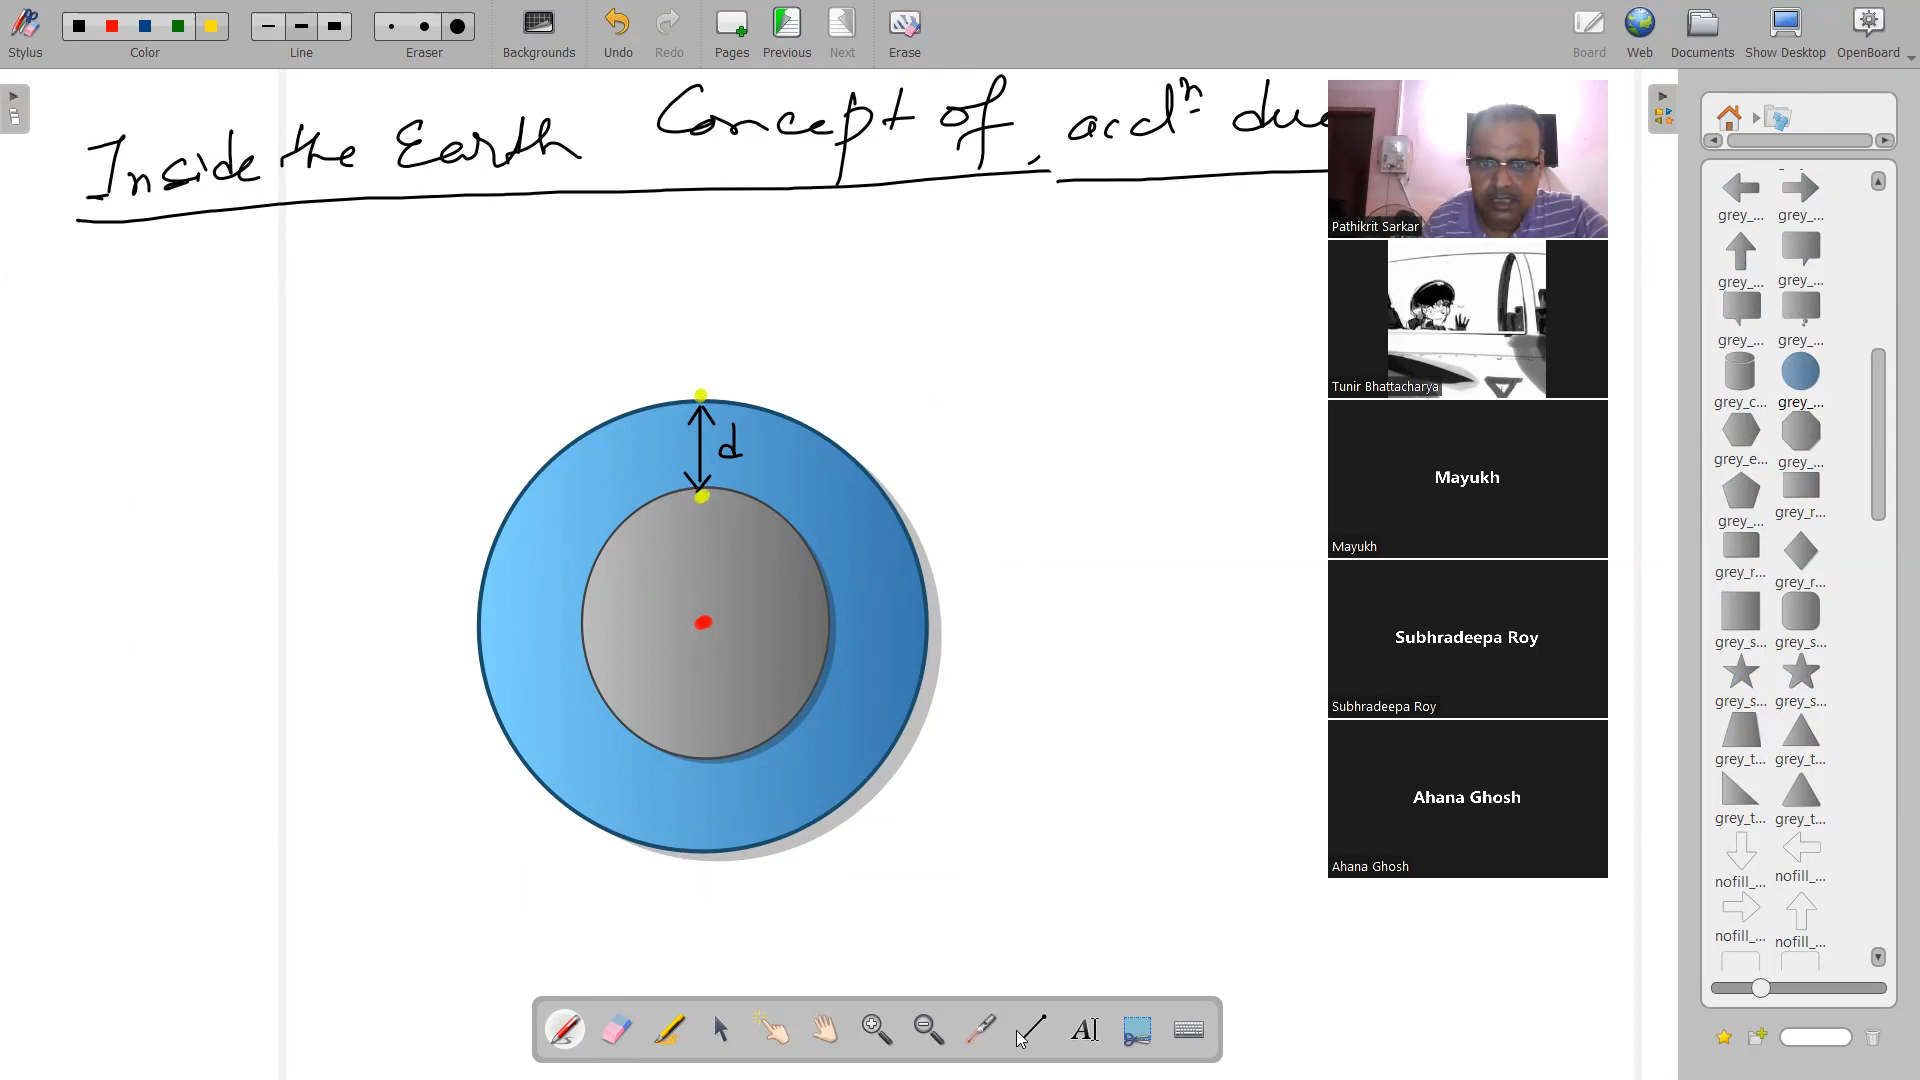 Stylus
Color
Line
Eraser
Backgrounds
Undo
Redo
Pages
Previous
Next
Erase
Board
Web
Documents
Show Desktop
OpenBoard
Inside the Earth Concept of, accln due
d
Pathikrit Sarkar
Tunir Bhattacharya
Mayukh
Mayukh
Subhradeepa Roy
Subhradeepa Roy
Ahana Ghosh
Ahana Ghosh
grey_... grey_...
grey_... grey_...
grey_... grey_...
grey_c... grey_...
grey_e... grey_...
grey_... grey_r...
grey_r... grey_r...
grey_s... grey_s...
grey_s... grey_s...
grey_t... grey_t...
grey_t... grey_t...
nofill_... nofill_...
nofill_... nofill_...
AI